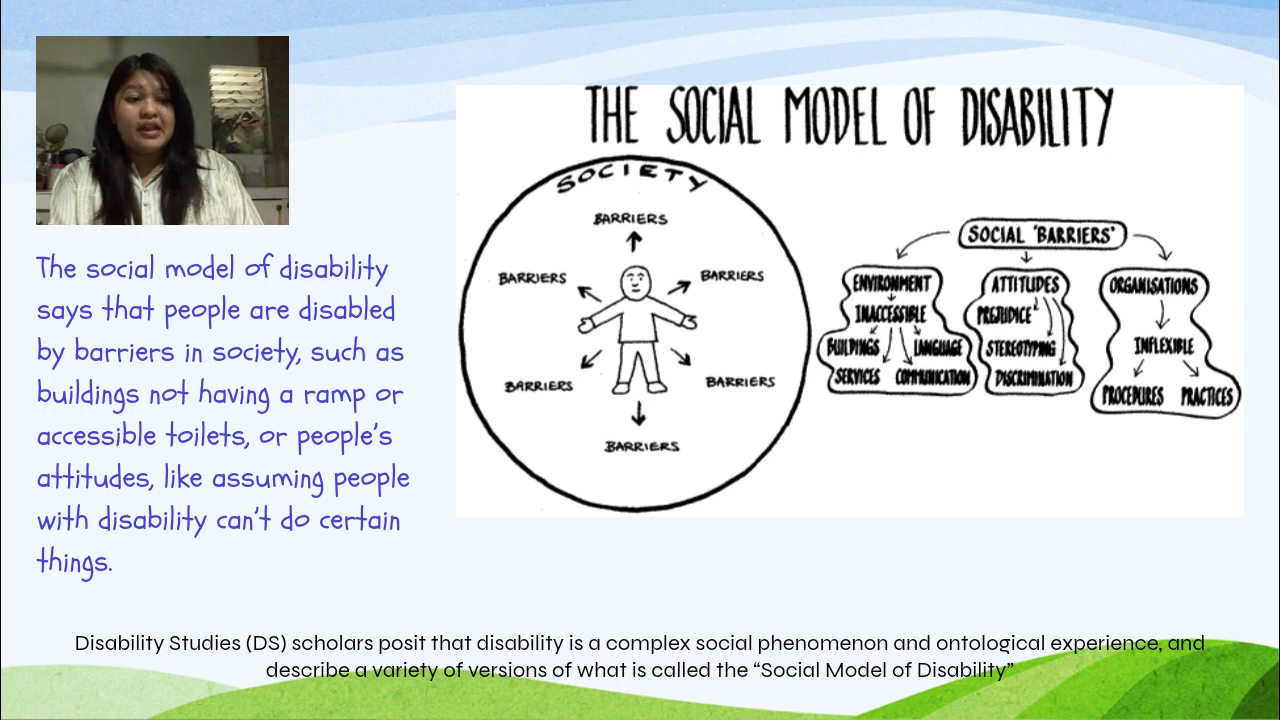 THE SOCIAL MODEL OF DISABILITY
SOCIETY
BARRIERS
BARRIERS
BARRIERS
BARRIERS
BARRIERS
BARRIERS
SOCIAL 'BARRIERS'
ENVIRONMENT
INACCESSIBLE
BUILDINGS
LANGUAGE
SERVICES
COMMUNICATION
ATTITUDES
PREJUDICE
STEREOTYPING
DISCRIMINATION
ORGANISATIONS
INFLEXIBLE
PROCEDURES
PRACTICES
The social model of disability
says that people are disabled
by barriers in society, such as
buildings not having a ramp or
accessible toilets, or people's
attitudes, like assuming people
with disability can't do certain
things.
Disability Studies (DS) scholars posit that disability is a complex social phenomenon and ontological experience, and
describe a variety of versions of what is called the “Social Model of Disability”